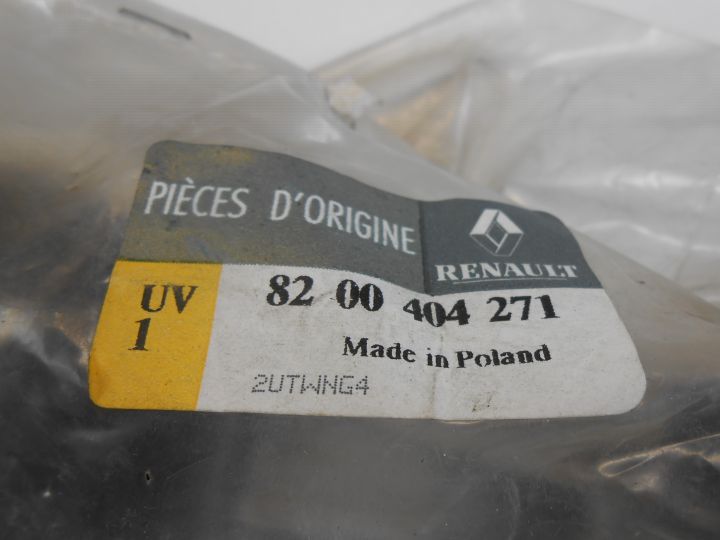 PIÈCES D'ORIGINE
RENAULT
UV
1
82 00 404 271
Made in Poland
2UTWNG4